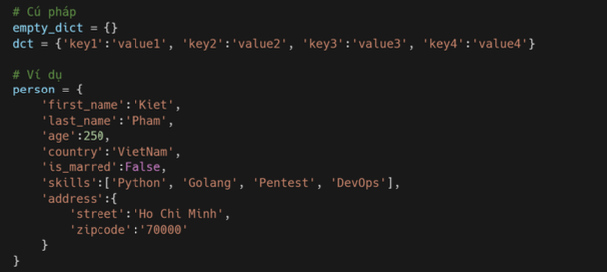 # Cú pháp
empty_dict = {}
dct = {'key1':'value1', 'key2':'value2', 'key3':'value3', 'key4':'value4'}
# Ví dụ
person = {
    'first_name':'Kiet',
    'last_name':'Pham',
    'age':250,
    'country':'VietNam',
    'is_marred':False,
    'skills':['Python', 'Golang', 'Pentest', 'DevOps'],
    'address':{
        'street':'Ho Chi Minh',
        'zipcode':'70000'
    }
}